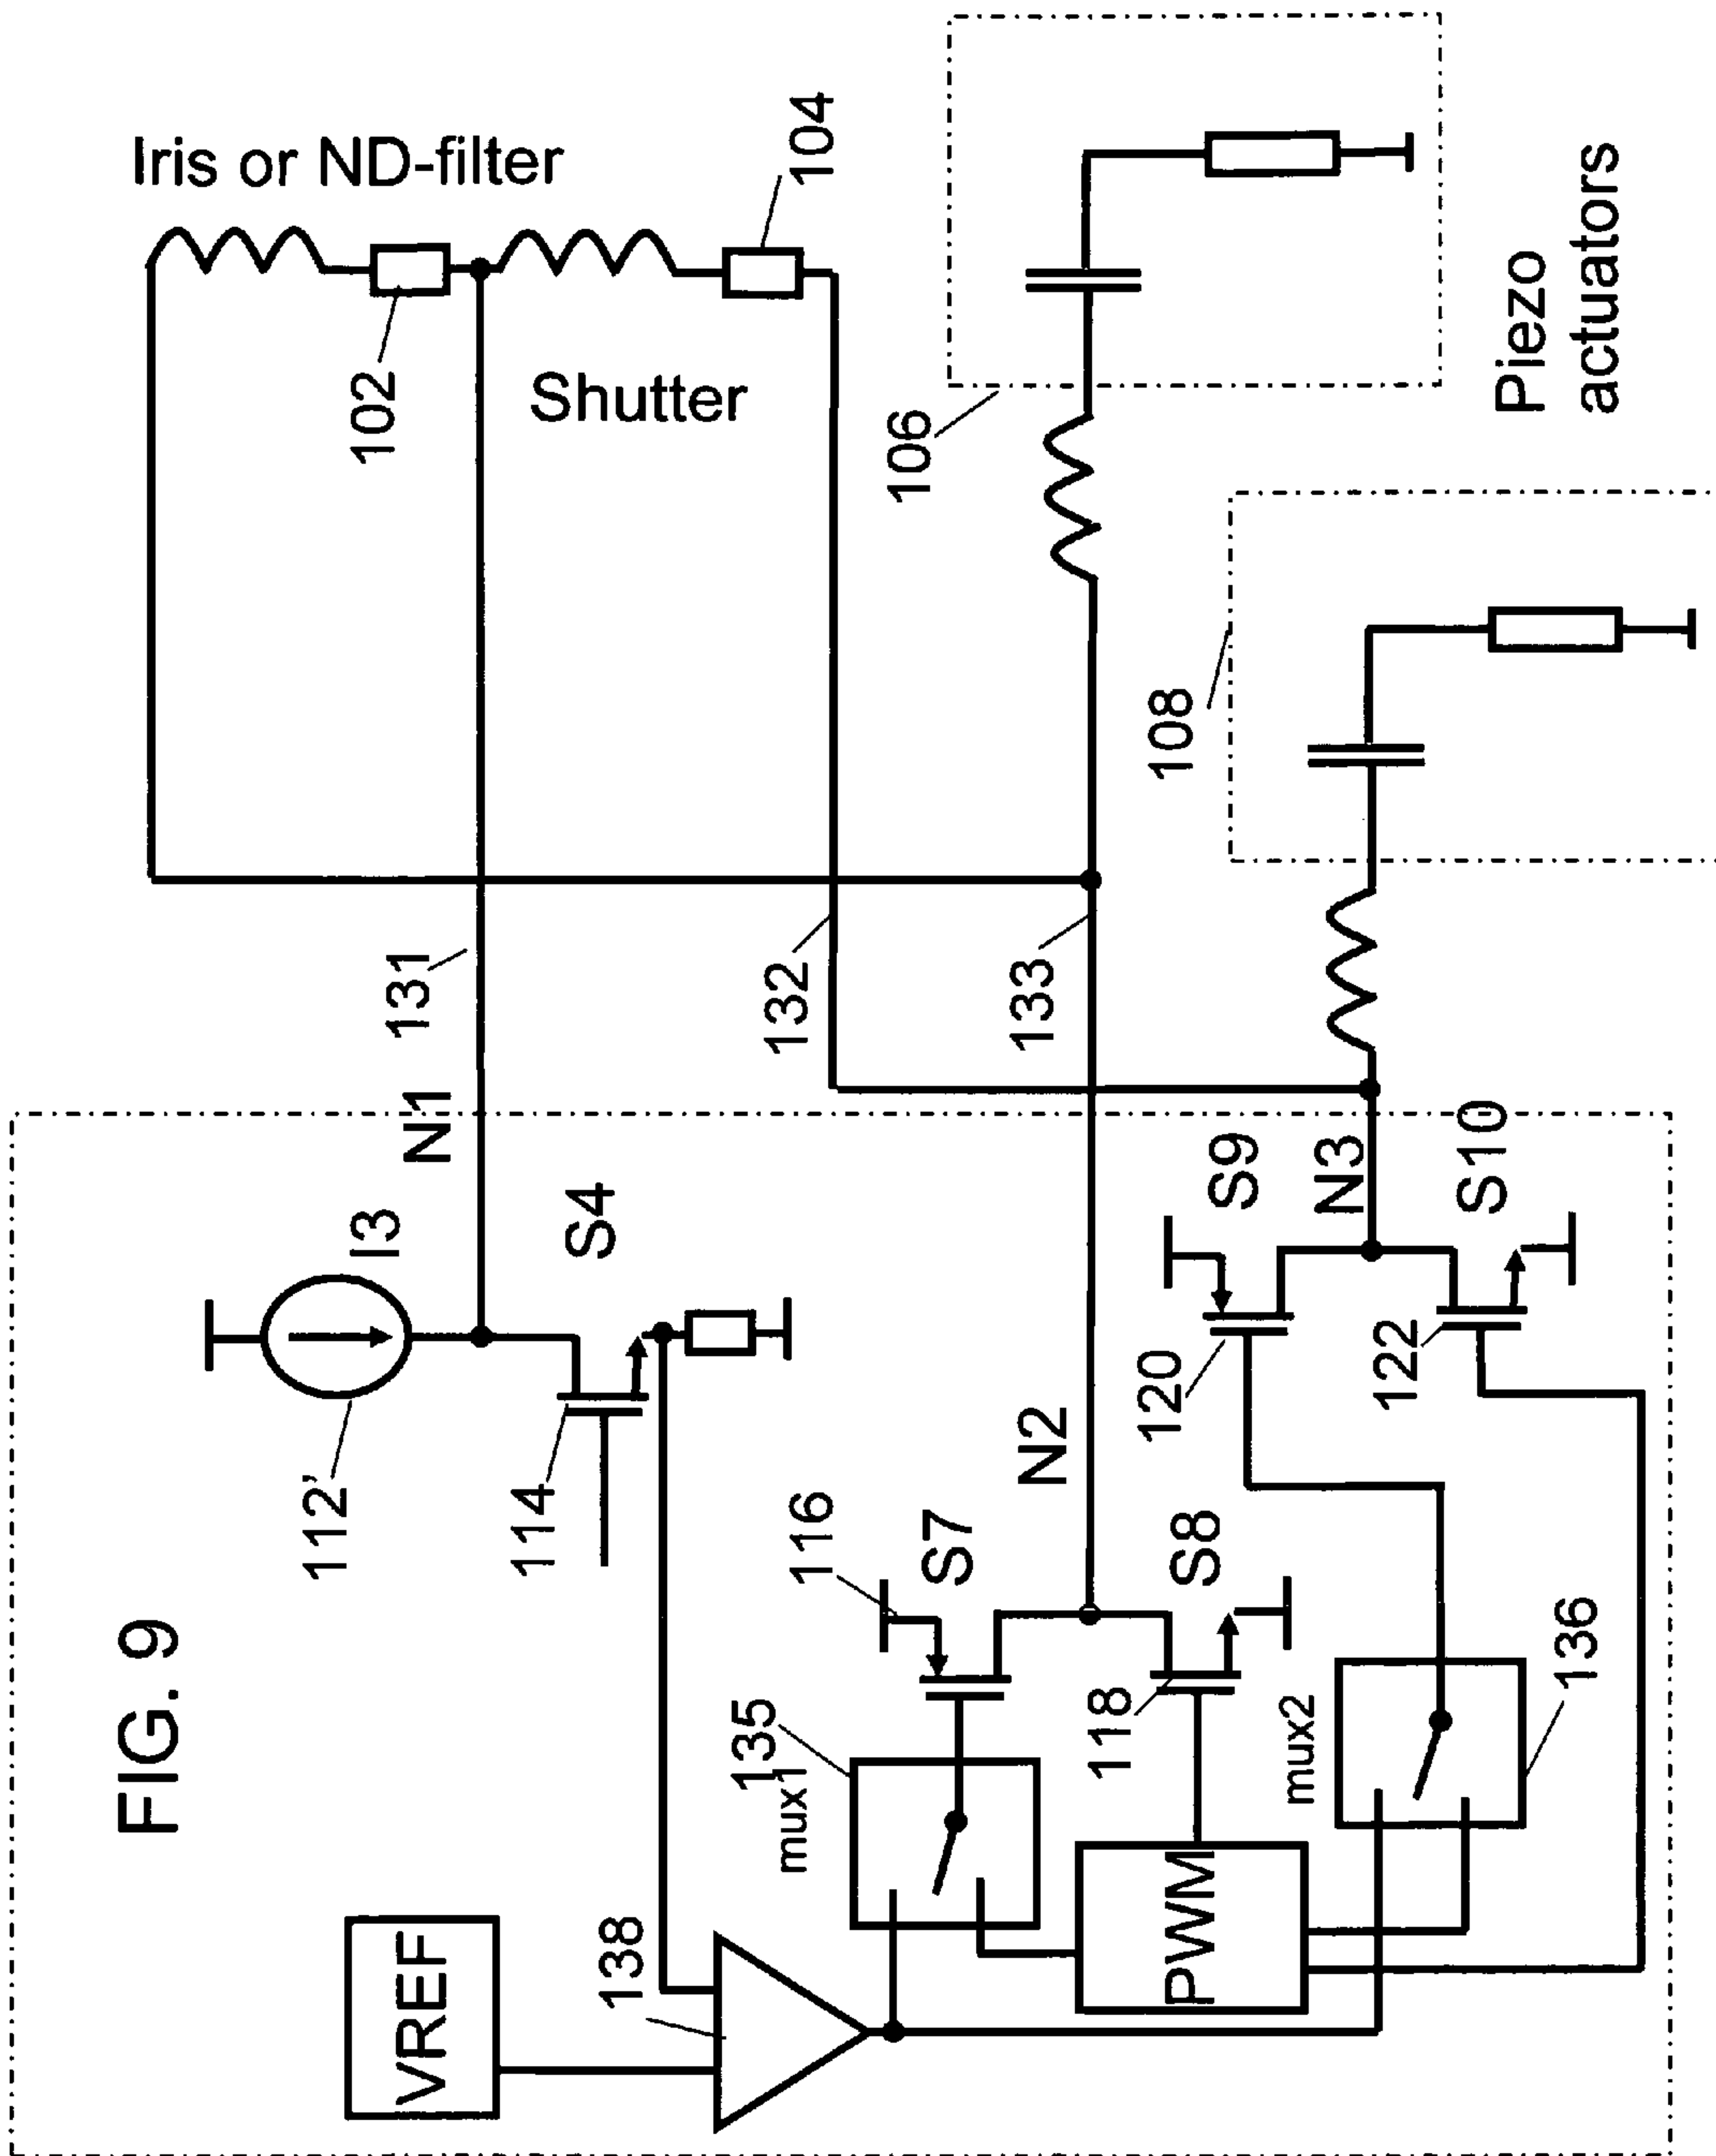 FIG. 9
Iris or ND-filter
102
Shutter
104
106
Piezo
actuators
108
131
132
133
N1
I3
112’
S4
114
N2
S7
116
S8
118
S9
N3
S10
120
122
135
mux1
mux2
136
PWM
VREF
138